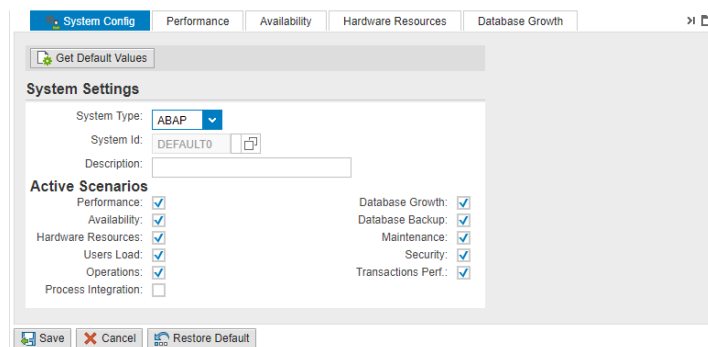 System Config Performance Availability Hardware Resources Database Growth
Get Default Values
System Settings
System Type: ABAP
System Id: DEFAULT0
Description:
Active Scenarios
Performance: Database Growth:
Availability: Database Backup:
Hardware Resources: Maintenance:
Users Load: Security:
Operations: Transactions Perf.:
Process Integration:
Save Cancel Restore Default